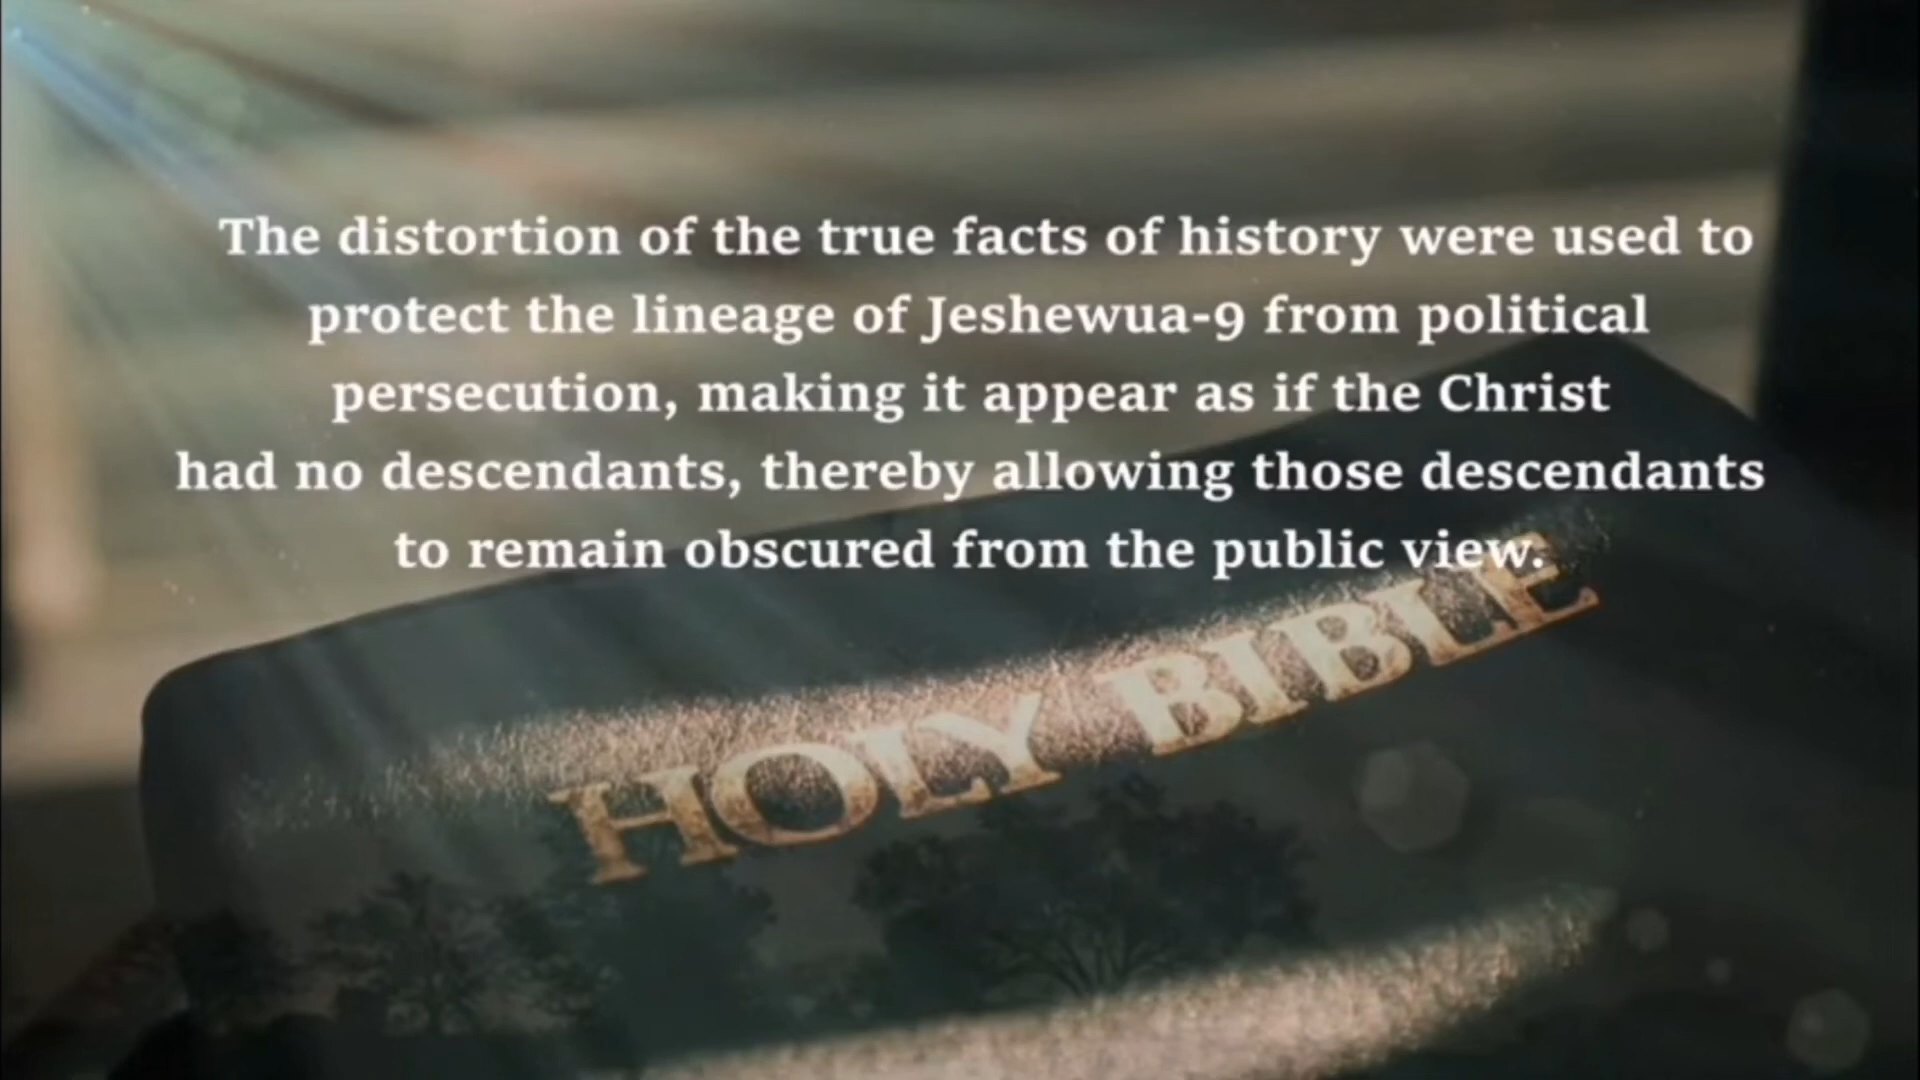 The distortion of the true facts of history were used to
protect the lineage of Jeshewua-9 from political
persecution, making it appear as if the Christ
had no descendants, thereby allowing those descendants
to remain obscured from the public view.
HOLY BIBLE